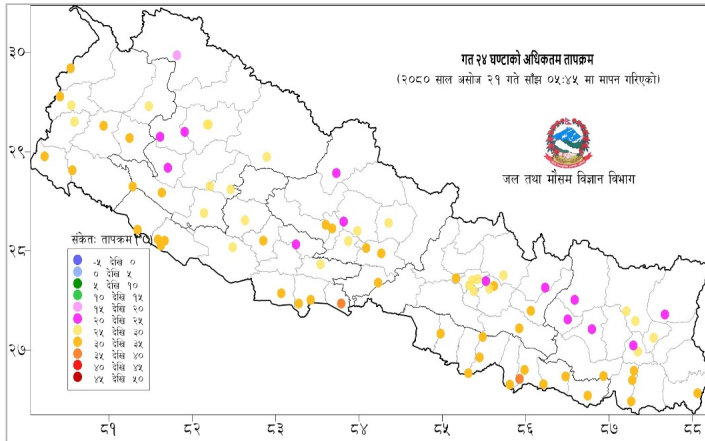 ३०
गत २४ घण्टाको अधिकतम तापक्रम
(२०८० साल असोज २१ गते साँझ ०५:४५ मा मापन गरिएको)
२९
जल तथा मौसम विज्ञान विभाग
२८
संकेतः तापक्रम
-५ देखि ०
० देखि ५
५ देखि १०
१० देखि १५
१५ देखि २०
२० देखि २५
२५ देखि ३०
३० देखि ३५
३५ देखि ४०
४० देखि ४५
४५ देखि ५०
२७
८१ ८२ ८३ ८४ ८५ ८६ ८७ ८८